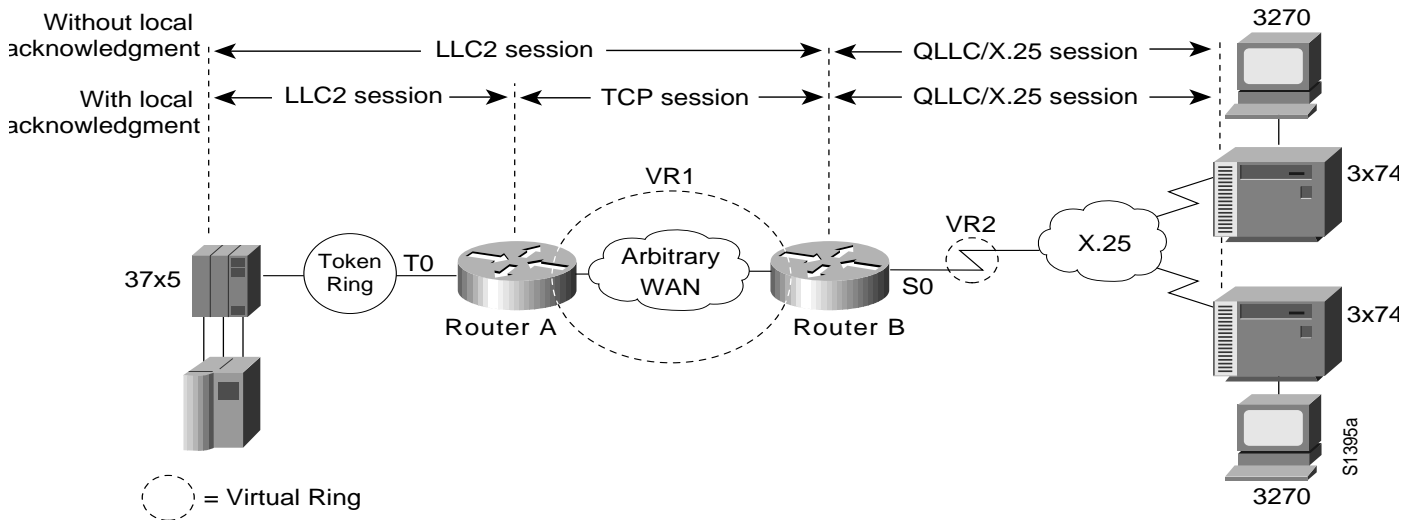 Without local
acknowledgment
LLC2 session
QLLC/X.25 session
3270
With local
acknowledgment
LLC2 session
TCP session
QLLC/X.25 session
3x74
VR1
VR2
37x5
Token
Ring
T0
Router A
Arbitrary
WAN
Router B
S0
X.25
3x74
S1395a
3270
= Virtual Ring